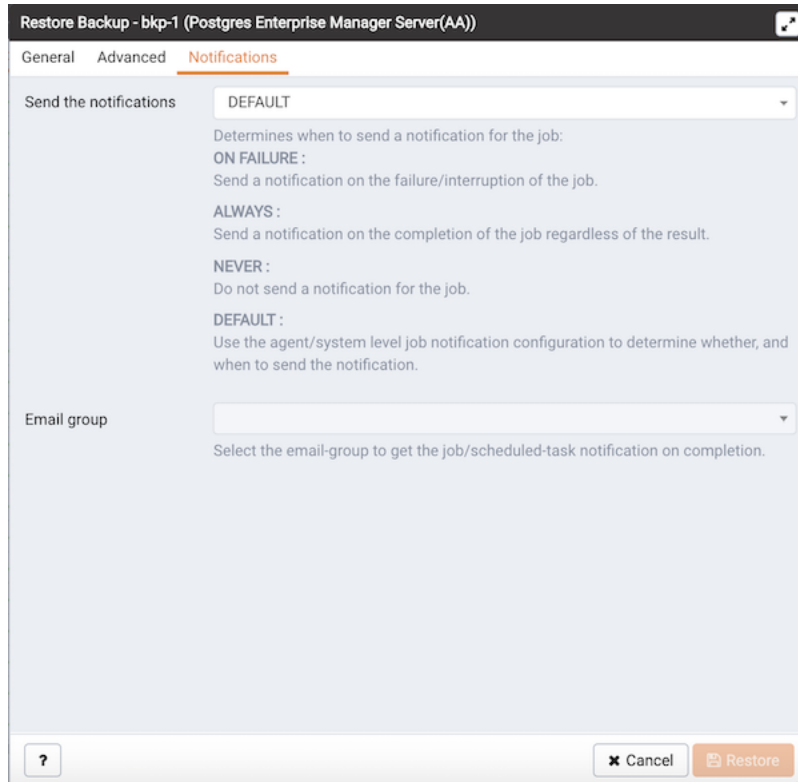 Restore Backup - bkp-1 (Postgres Enterprise Manager Server(AA))
General Advanced Notifications
Send the notifications DEFAULT
Determines when to send a notification for the job:
ON FAILURE :
Send a notification on the failure/interruption of the job.
ALWAYS :
Send a notification on the completion of the job regardless of the result.
NEVER :
Do not send a notification for the job.
DEFAULT :
Use the agent/system level job notification configuration to determine whether, and
when to send the notification.
Email group
Select the email-group to get the job/scheduled-task notification on completion.
? Cancel Restore